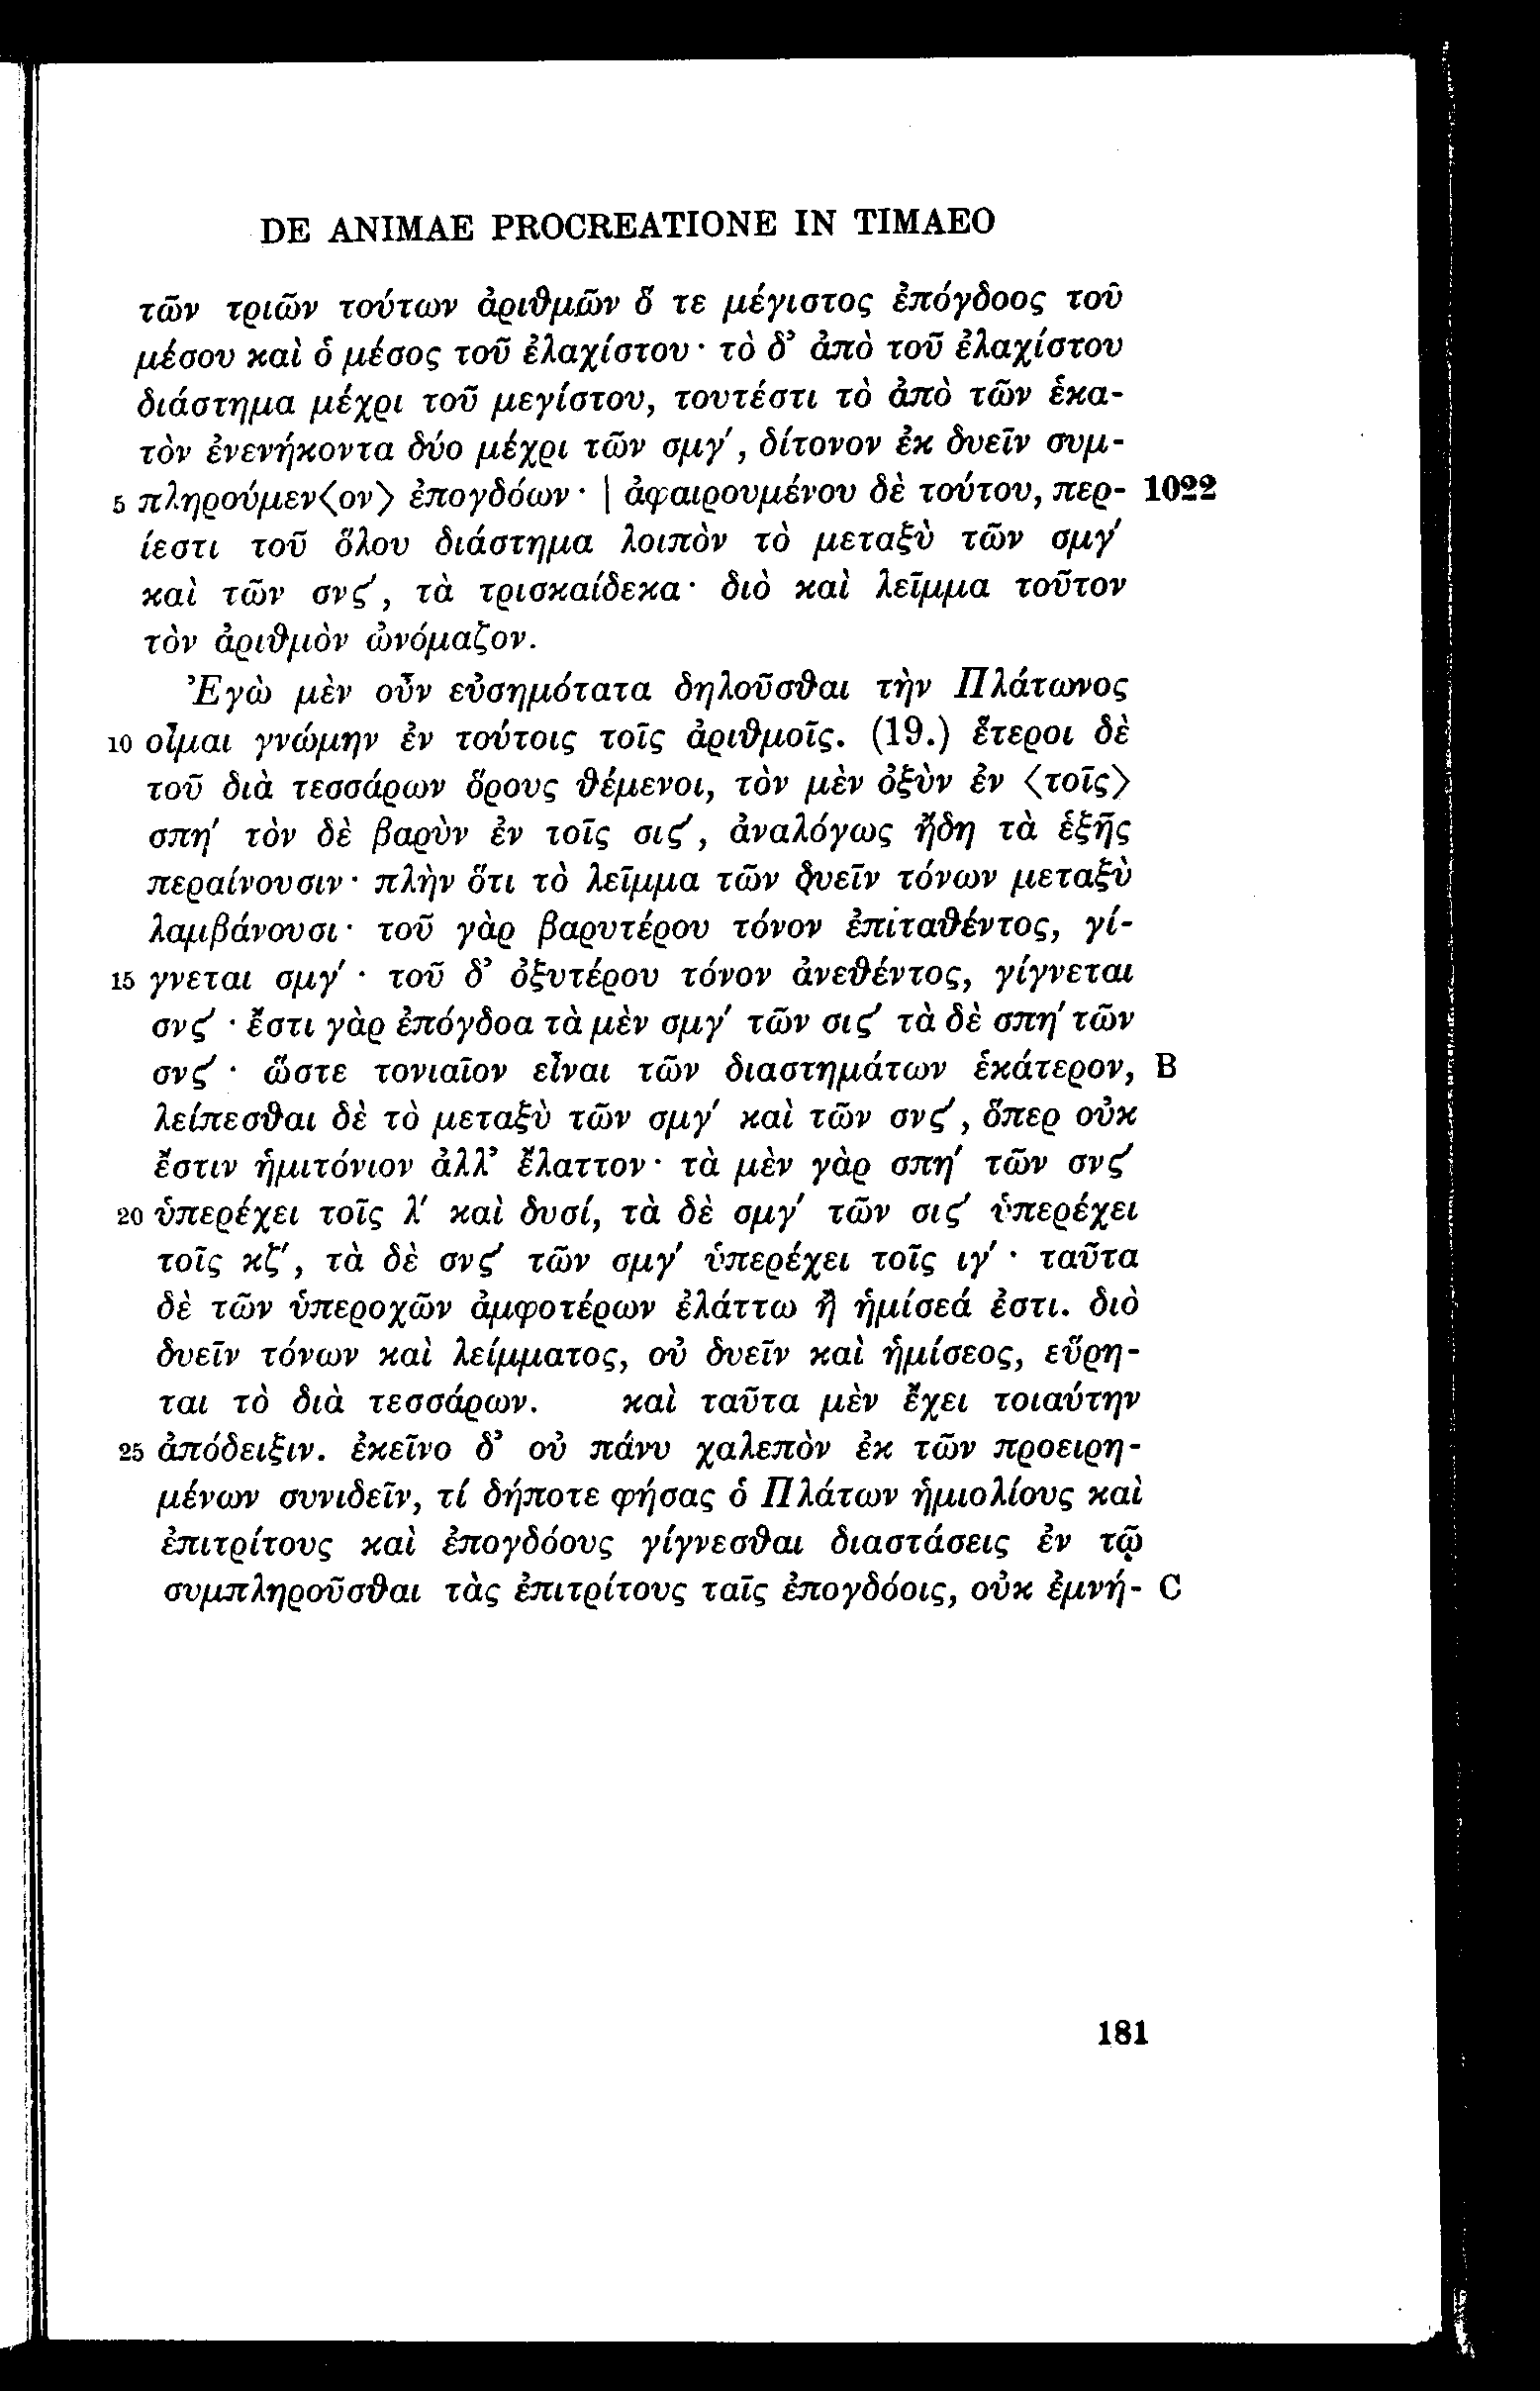 DE ANIMAE PROCREATIONE IN TIMAEO
τῶν τριῶν τούτων ἀριθμῶν ὅ τε μέγιστος ἐπόγδοος τοῦ
μέσου καὶ ὁ μέσος τοῦ ἐλαχίστου· τὸ δ’ ἀπὸ τοῦ ἐλαχίστου
διάστημα μέχρι τοῦ μεγίστου, τουτέστι τὸ ἀπὸ τῶν ἑκα-
τὸν ἐνενήκοντα δύο μέχρι τῶν σμγʹ, δίτονον ἐκ δυεῖν συμ-
5 πληρούμεν⟨ον⟩ ἐπογδόων· | ἀφαιρουμένου δὲ τούτου, περ- 1022
ίεστι τοῦ ὅλου διάστημα λοιπὸν τὸ μεταξὺ τῶν σμγʹ
καὶ τῶν σνϛʹ, τὰ τρισκαίδεκα· διὸ καὶ λεῖμμα τοῦτον
τὸν ἀριθμὸν ὠνόμαζον.
Ἐγὼ μὲν οὖν εὐσημότατα δηλοῦσθαι τὴν Πλάτωνος
10 οἶμαι γνώμην ἐν τούτοις τοῖς ἀριθμοῖς. (19.) ἕτεροι δὲ
τοῦ διὰ τεσσάρων ὅρους θέμενοι, τὸν μὲν ὀξὺν ἐν ⟨τοῖς⟩
σπηʹ τὸν δὲ βαρὺν ἐν τοῖς σιϛʹ, ἀναλόγως ἤδη τὰ ἑξῆς
περαίνουσιν· πλὴν ὅτι τὸ λεῖμμα τῶν δυεῖν τόνων μεταξὺ
λαμβάνουσι· τοῦ γὰρ βαρυτέρου τόνον ἐπιταθέντος, γί-
15 γνεται σμγʹ· τοῦ δ’ ὀξυτέρου τόνον ἀνεθέντος, γίγνεται
σνϛʹ· ἔστι γὰρ ἐπόγδοα τὰ μὲν σμγʹ τῶν σιϛʹ τὰ δὲ σπηʹ τῶν
σνϛʹ· ὥστε τονιαῖον εἶναι τῶν διαστημάτων ἑκάτερον, B
λείπεσθαι δὲ τὸ μεταξὺ τῶν σμγʹ καὶ τῶν σνϛʹ, ὅπερ οὐκ
ἔστιν ἡμιτόνιον ἀλλ’ ἔλαττον· τὰ μὲν γὰρ σπηʹ τῶν σνϛʹ
20 ὑπερέχει τοῖς λʹ καὶ δυσί, τὰ δὲ σμγʹ τῶν σιϛʹ ὑπερέχει
τοῖς κζʹ, τὰ δὲ σνϛʹ τῶν σμγʹ ὑπερέχει τοῖς ιγʹ· ταῦτα
δὲ τῶν ὑπεροχῶν ἀμφοτέρων ἐλάττω ἢ ἡμίσεά ἐστι. διὸ
δυεῖν τόνων καὶ λείμματος, οὐ δυεῖν καὶ ἡμίσεος, εὕρη-
ται τὸ διὰ τεσσάρων. καὶ ταῦτα μὲν ἔχει τοιαύτην
25 ἀπόδειξιν. ἐκεῖνο δ’ οὐ πάνυ χαλεπὸν ἐκ τῶν προειρη-
μένων συνιδεῖν, τί δήποτε φήσας ὁ Πλάτων ἡμιολίους καὶ
ἐπιτρίτους καὶ ἐπογδόους γίγνεσθαι διαστάσεις ἐν τῷ
συμπληροῦσθαι τὰς ἐπιτρίτους ταῖς ἐπογδόοις, οὐκ ἐμνή- C
181